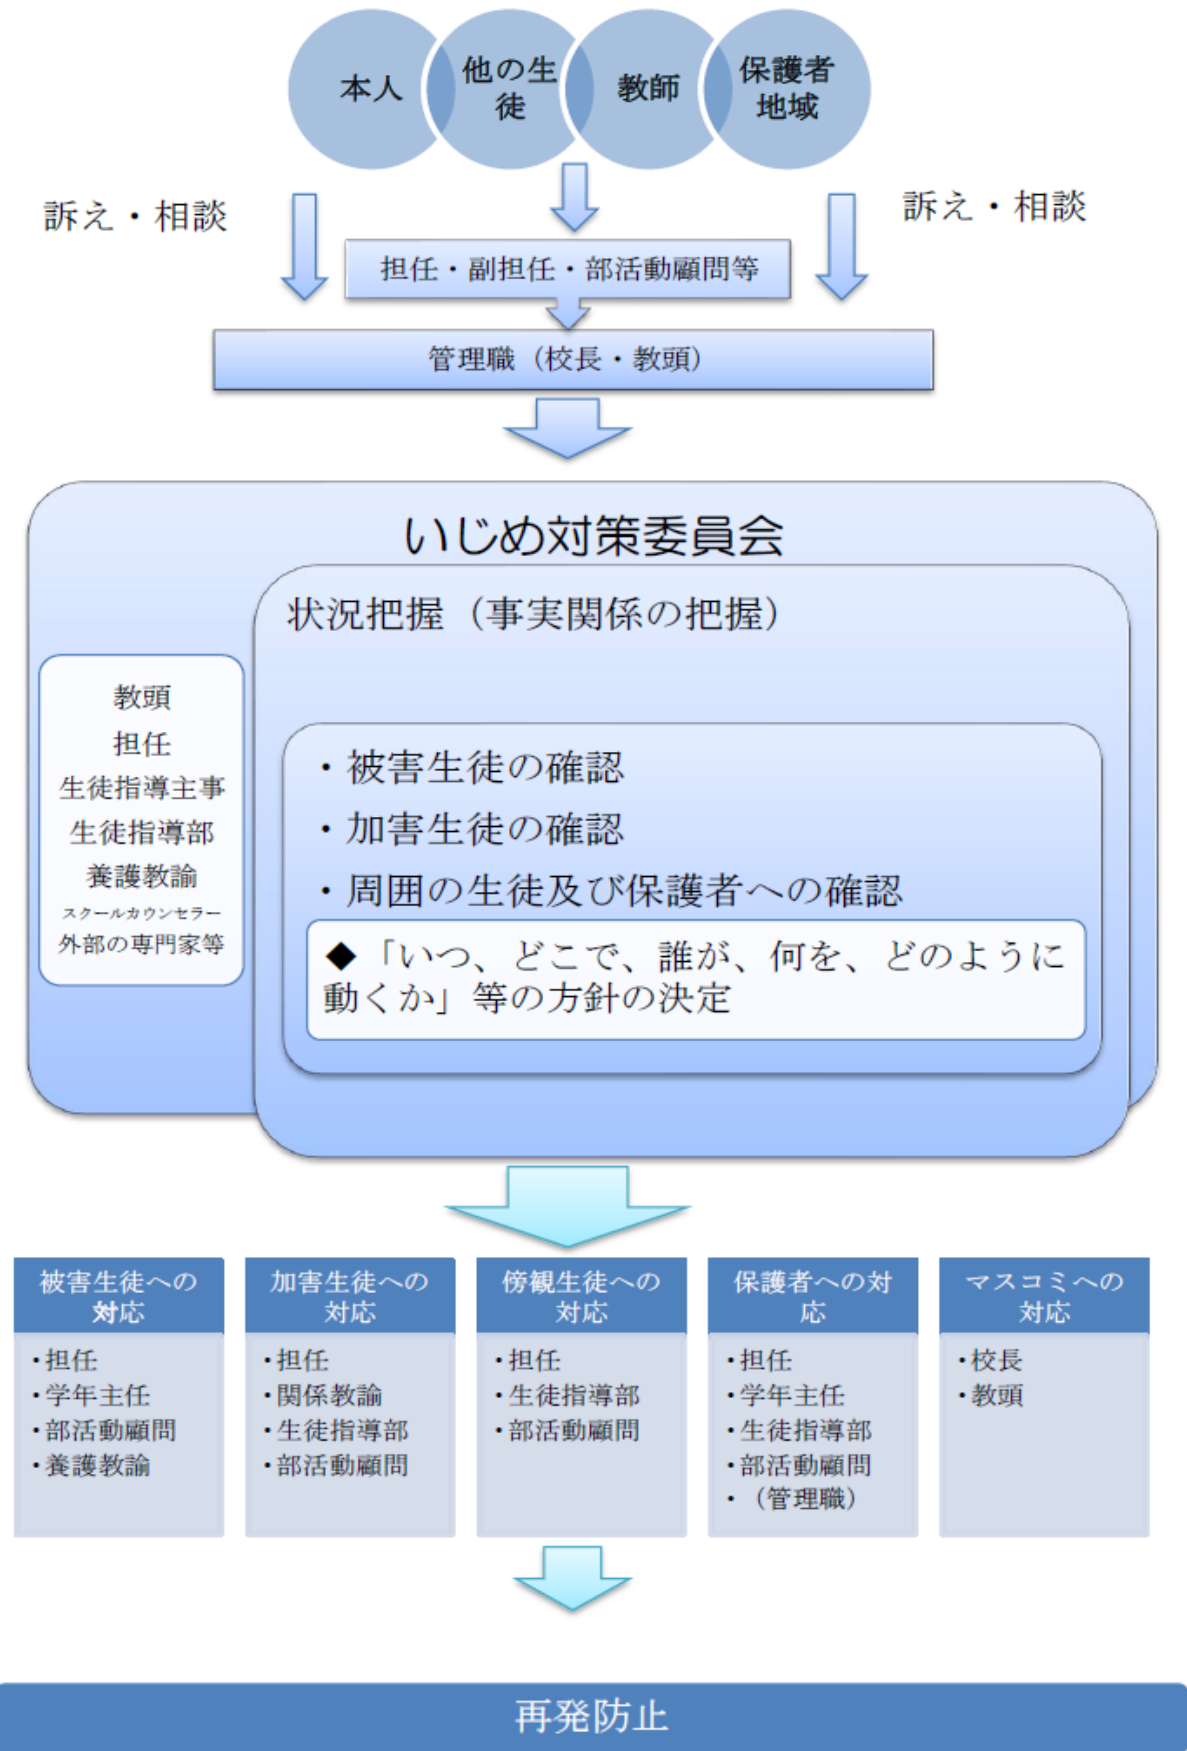 本人
他の生
徒
教師
保護者
地域
訴え・相談
訴え・相談
担任・副担任・部活動顧問等
管理職（校長・教頭）
いじめ対策委員会
状況把握（事実関係の把握）
教頭
担任
生徒指導主事
生徒指導部
養護教諭
スクールカウンセラー
外部の専門家等
・被害生徒の確認
・加害生徒の確認
・周囲の生徒及び保護者への確認
◆「いつ、どこで、誰が、何を、どのように
動くか」等の方針の決定
被害生徒への
対応
・担任
・学年主任
・部活動顧問
・養護教諭
加害生徒への
対応
・担任
・関係教諭
・生徒指導部
・部活動顧問
傍観生徒への
対応
・担任
・生徒指導部
・部活動顧問
保護者への対
応
・担任
・学年主任
・生徒指導部
・部活動顧問
・（管理職）
マスコミへの
対応
・校長
・教頭
再発防止